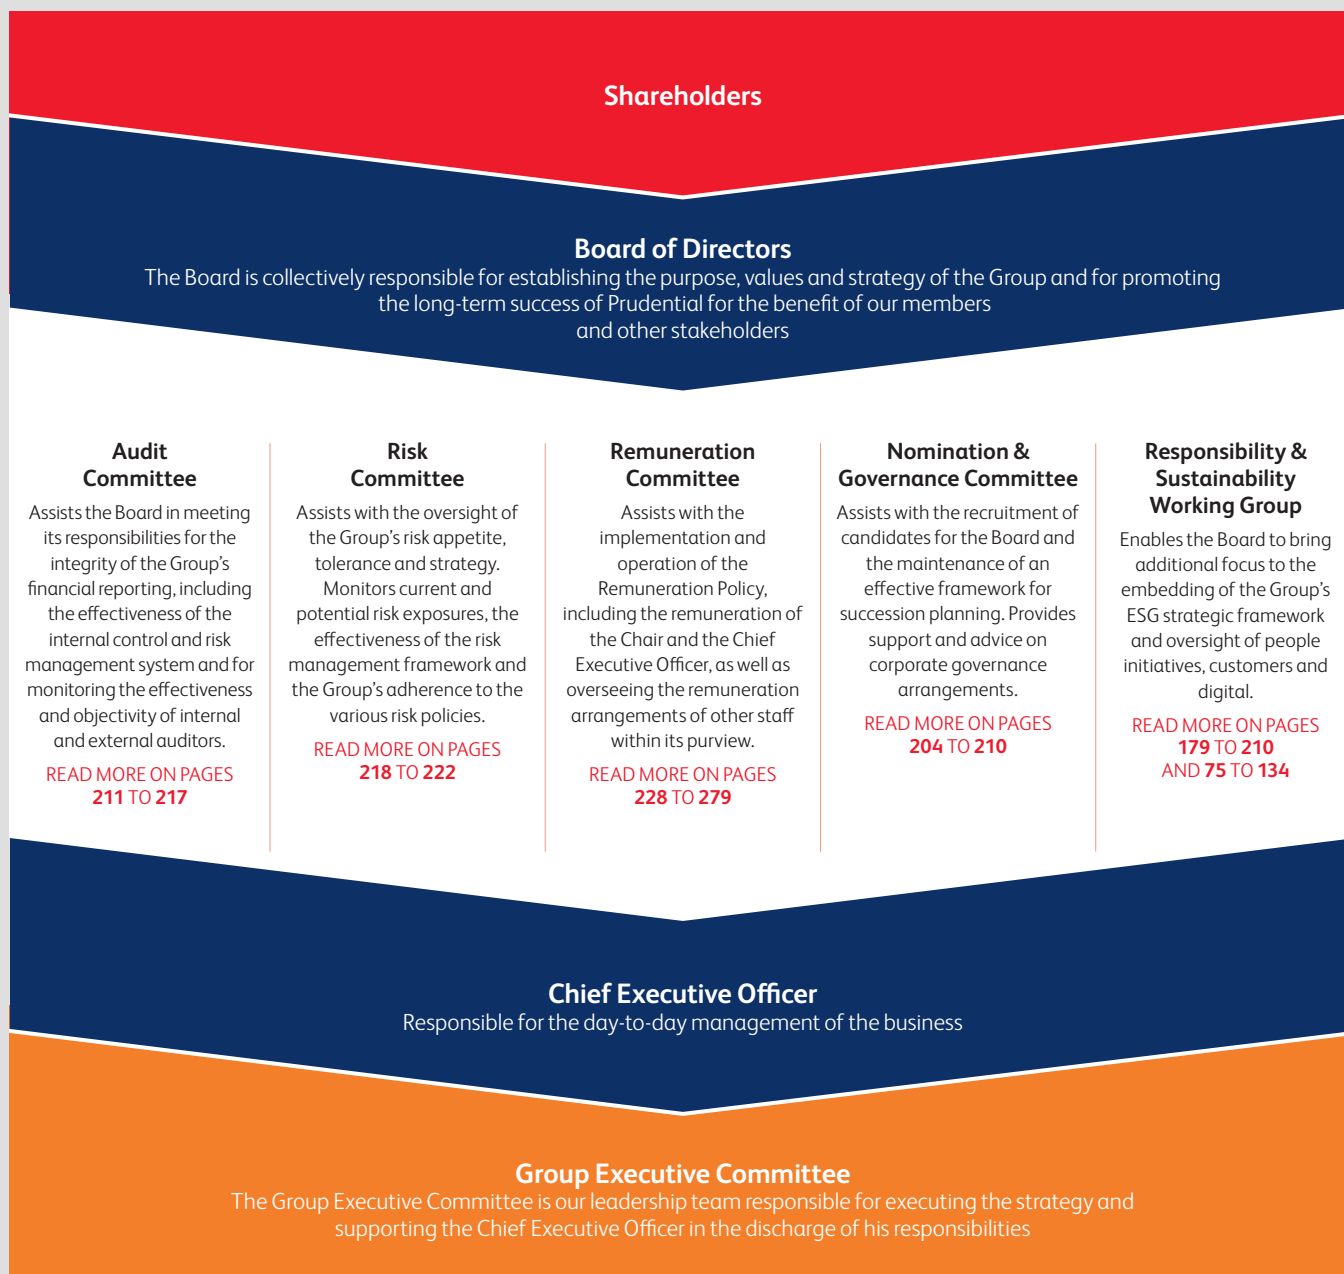 Shareholders
Board of Directors
The Board is collectively responsible for establishing the purpose, values and strategy of the Group and for promoting
the long-term success of Prudential for the benefit of our members
and other stakeholders
Audit
Committee
Assists the Board in meeting
its responsibilities for the
integrity of the Group’s
financial reporting, including
the effectiveness of the
internal control and risk
management system and for
monitoring the effectiveness
and objectivity of internal
and external auditors.
READ MORE ON PAGES
211 TO 217
Risk
Committee
Assists with the oversight of
the Group’s risk appetite,
tolerance and strategy.
Monitors current and
potential risk exposures, the
effectiveness of the risk
management framework and
the Group’s adherence to the
various risk policies.
READ MORE ON PAGES
218 TO 222
Remuneration
Committee
Assists with the
implementation and
operation of the
Remuneration Policy,
including the remuneration of
the Chair and the Chief
Executive Officer, as well as
overseeing the remuneration
arrangements of other staff
within its purview.
READ MORE ON PAGES
228 TO 279
Nomination &
Governance Committee
Assists with the recruitment of
candidates for the Board and
the maintenance of an
effective framework for
succession planning. Provides
support and advice on
corporate governance
arrangements.
READ MORE ON PAGES
204 TO 210
Responsibility &
Sustainability
Working Group
Enables the Board to bring
additional focus to the
embedding of the Group’s
ESG strategic framework
and oversight of people
initiatives, customers and
digital.
READ MORE ON PAGES
179 TO 210
AND 75 TO 134
Chief Executive Officer
Responsible for the day-to-day management of the business
Group Executive Committee
The Group Executive Committee is our leadership team responsible for executing the strategy and
supporting the Chief Executive Officer in the discharge of his responsibilities